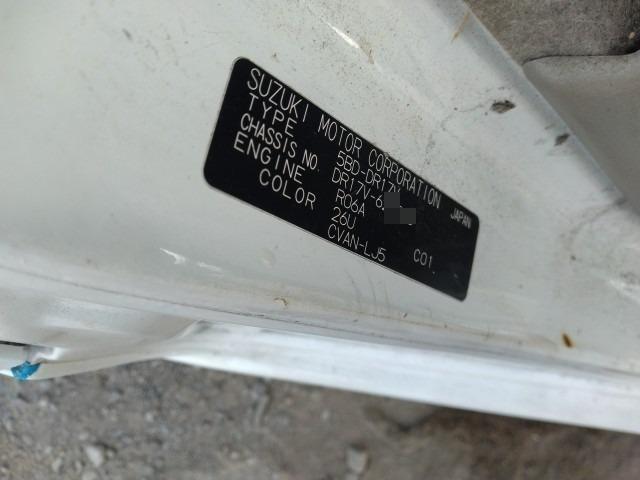 SUZUKI MOTOR CORPORATION JAPAN
TYPE 5BD-DR17V
CHASSIS NO. DR17V-6
ENGINE R06A
COLOR 26U
CVAN-LJ5 C01